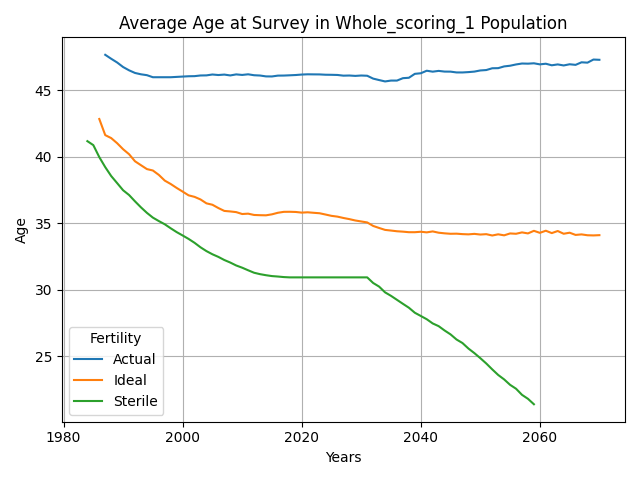 Average Age at Survey in Whole_scoring_1 Population
Age
45
40
35
30
25
Fertility
Actual
Ideal
Sterile
1980 2000 2020 2040 2060
Years